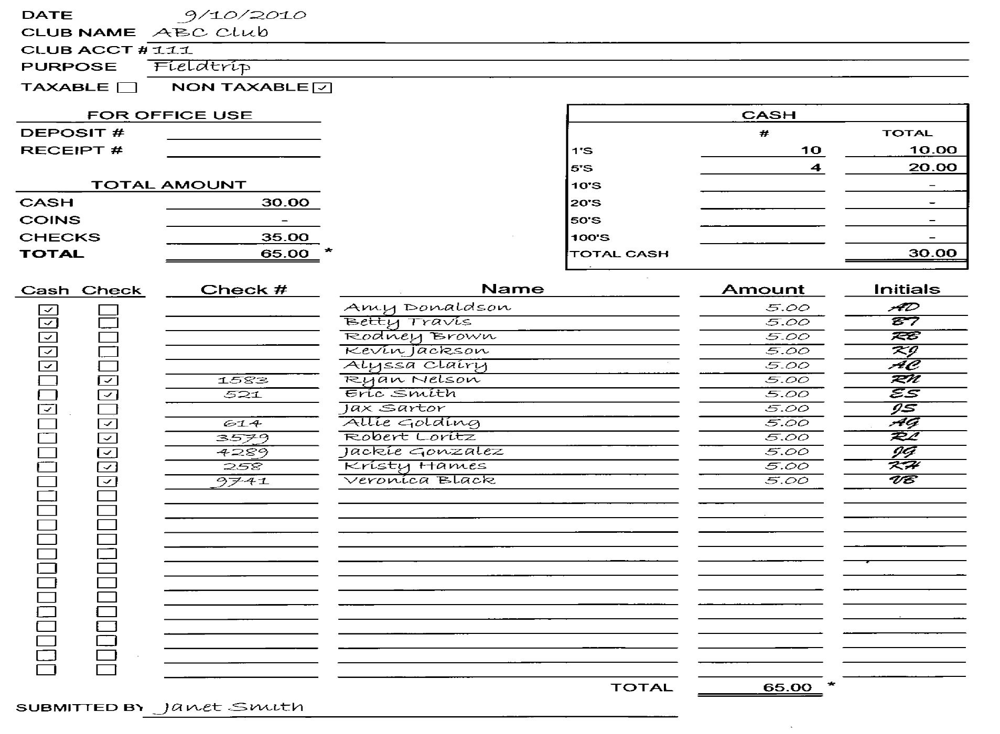 DATE 9/10/2010
CLUB NAME ABC Club
CLUB ACCT # 111
PURPOSE Fieldtrip
TAXABLE ☐ NON TAXABLE ☑
FOR OFFICE USE
DEPOSIT #
RECEIPT #
TOTAL AMOUNT
CASH 30.00
COINS -
CHECKS 35.00
TOTAL 65.00 *
CASH
# TOTAL
1'S 10 10.00
5'S 4 20.00
10'S -
20'S -
50'S -
100'S -
TOTAL CASH 30.00
Cash Check Check # Name Amount Initials
☑ ☐ Amy Donaldson 5.00 AD
☑ ☐ Betty Travis 5.00 BT
☑ ☐ Rodney Brown 5.00 RB
☑ ☐ Kevin Jackson 5.00 KJ
☑ ☐ Alyssa Clairy 5.00 AC
☐ ☑ 1583 Ryan Nelson 5.00 RN
☐ ☑ 521 Eric Smith 5.00 ES
☑ ☐ Jax Sartor 5.00 JS
☐ ☑ 614 Allie Golding 5.00 AG
☐ ☑ 3579 Robert Loritz 5.00 RL
☐ ☑ 4289 Jackie Gonzalez 5.00 JG
☐ ☑ 258 Kristy Hames 5.00 KH
☐ ☑ 9741 Veronica Black 5.00 VB
TOTAL 65.00 *
SUBMITTED BY Janet Smith